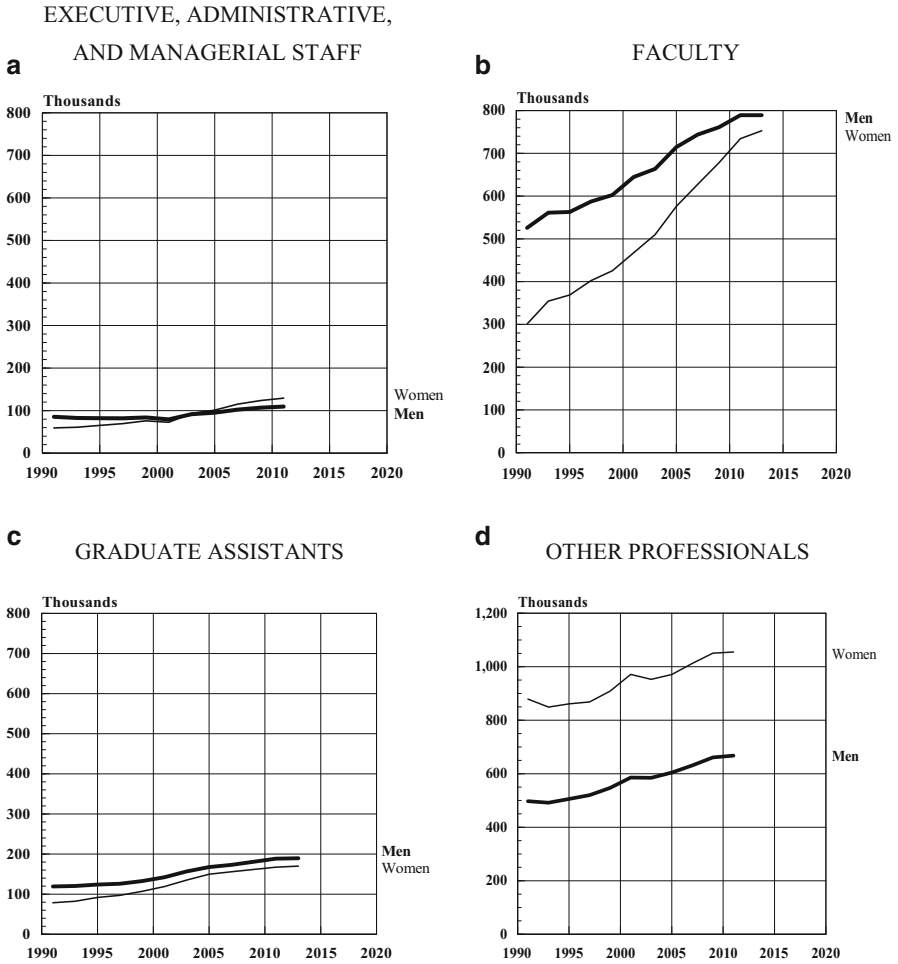 EXECUTIVE, ADMINISTRATIVE,
AND MANAGERIAL STAFF
a
Thousands
800
700
600
500
400
300
200
100
0
1990 1995 2000 2005 2010 2015 2020
Women
Men
b
FACULTY
Thousands
800
700
600
500
400
300
200
100
0
1990 1995 2000 2005 2010 2015 2020
Men
Women
c
GRADUATE ASSISTANTS
Thousands
800
700
600
500
400
300
200
100
0
1990 1995 2000 2005 2010 2015 2020
Men
Women
d
OTHER PROFESSIONALS
Thousands
1,200
1,000
800
600
400
200
0
1990 1995 2000 2005 2010 2015 2020
Women
Men